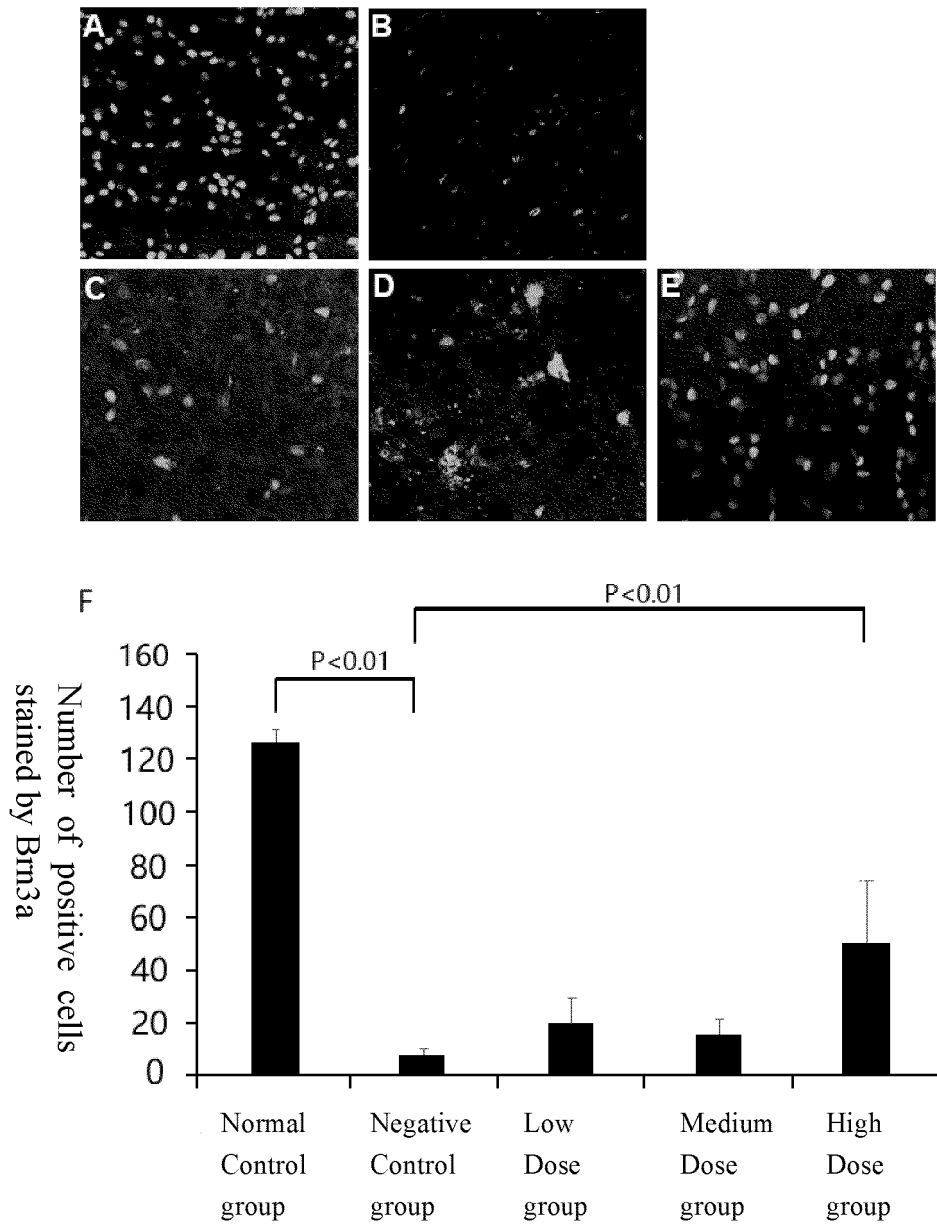 A
B
C
D
E
F
P<0.01
P<0.01
160
140
120
100
80
60
40
20
0
Number of positive cells
stained by Brn3a
Normal
Control
group
Negative
Control
group
Low
Dose
group
Medium
Dose
group
High
Dose
group